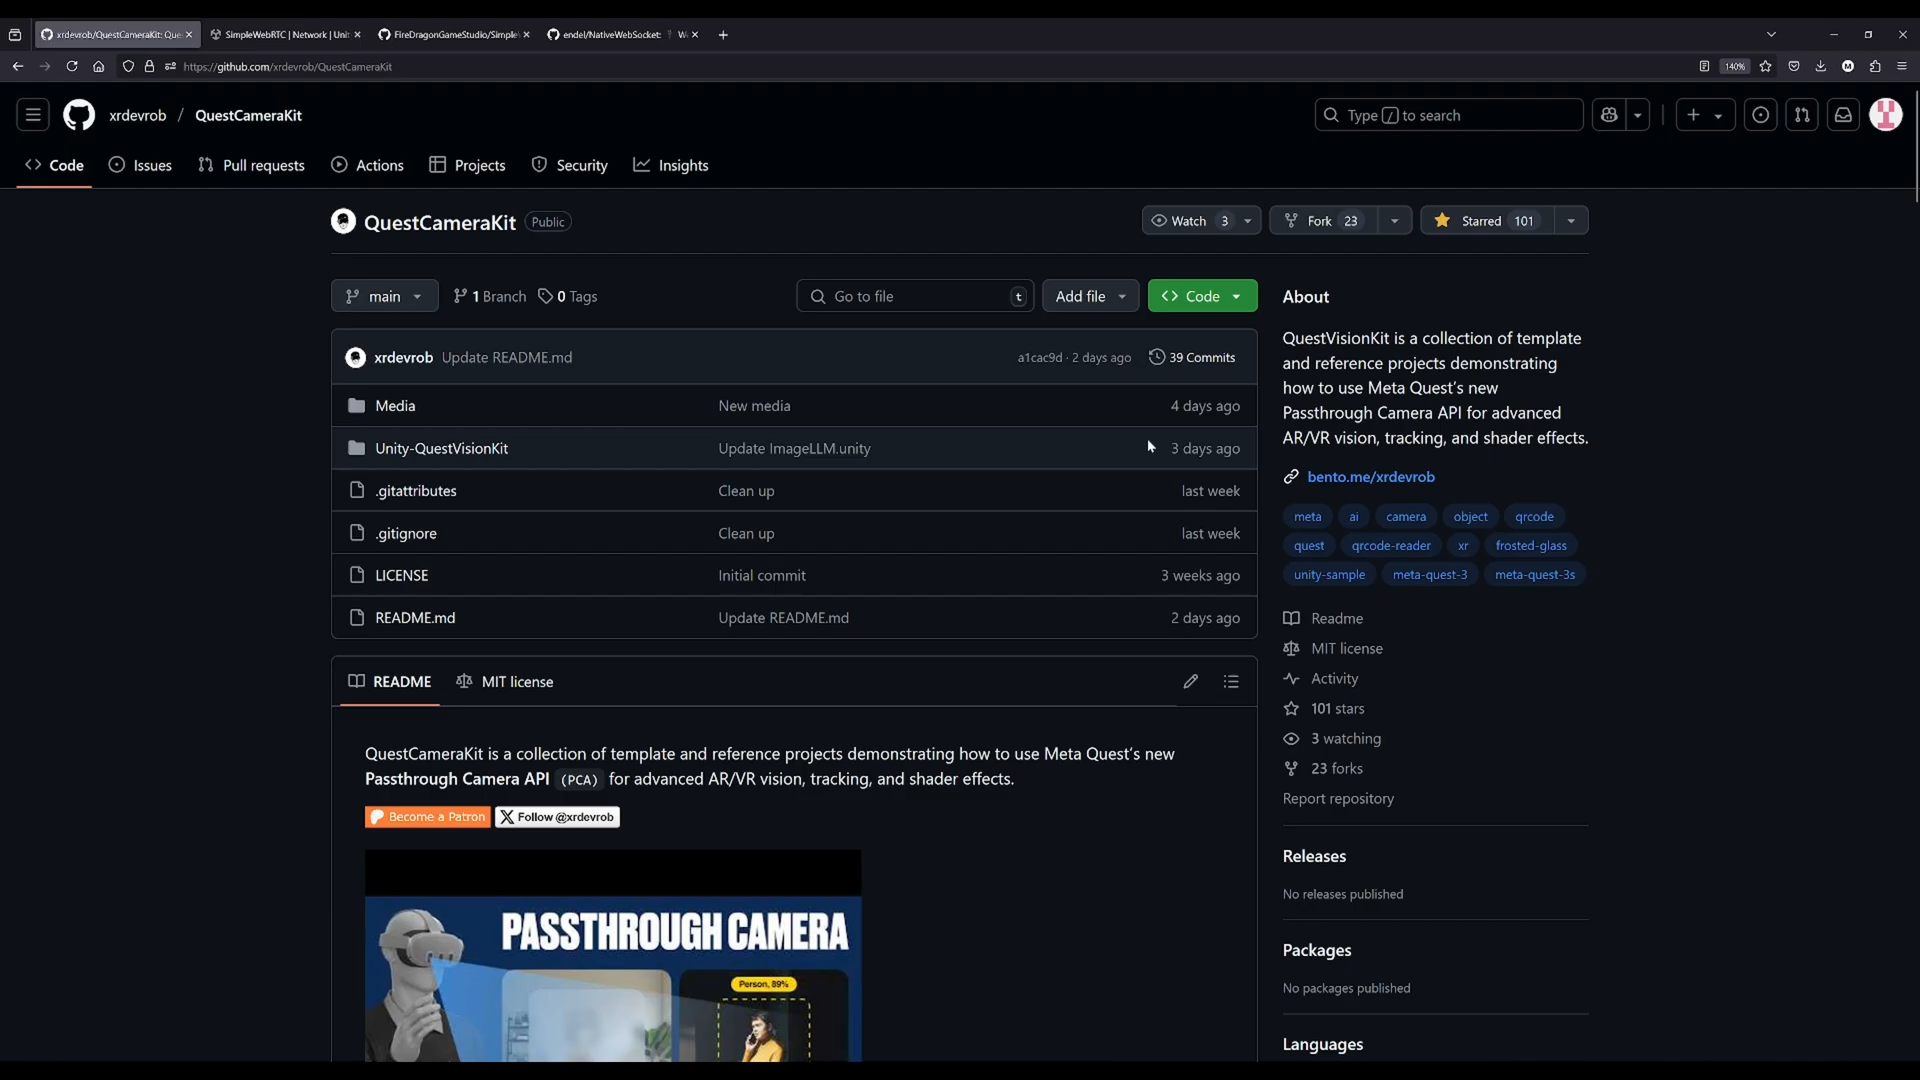 xrdevrob/QuestCameraKit: Que
SimpleWebRTC | Network | Uni
FireDragonGameStudio/Simple
endel/NativeWebSocket:
https://github.com/xrdevrob/QuestCameraKit
140%
xrdevrob / QuestCameraKit
Type / to search
Code
Issues
Pull requests
Actions
Projects
Security
Insights
QuestCameraKit Public
Watch 3
Fork 23
Starred 101
main
1 Branch
0 Tags
Go to file t
Add file
Code
xrdevrob Update README.md a1cac9d · 2 days ago 39 Commits
Media New media 4 days ago
Unity-QuestVisionKit Update ImageLLM.unity 3 days ago
.gitattributes Clean up last week
.gitignore Clean up last week
LICENSE Initial commit 3 weeks ago
README.md Update README.md 2 days ago
README MIT license
QuestCameraKit is a collection of template and reference projects demonstrating how to use Meta Quest's new
Passthrough Camera API (PCA) for advanced AR/VR vision, tracking, and shader effects.
Become a Patron Follow @xrdevrob
PASSTHROUGH CAMERA
Person, 89%
About
QuestVisionKit is a collection of template
and reference projects demonstrating
how to use Meta Quest's new
Passthrough Camera API for advanced
AR/VR vision, tracking, and shader effects.
bento.me/xrdevrob
meta ai camera object qrcode
quest qrcode-reader xr frosted-glass
unity-sample meta-quest-3 meta-quest-3s
Readme
MIT license
Activity
101 stars
3 watching
23 forks
Report repository
Releases
No releases published
Packages
No packages published
Languages